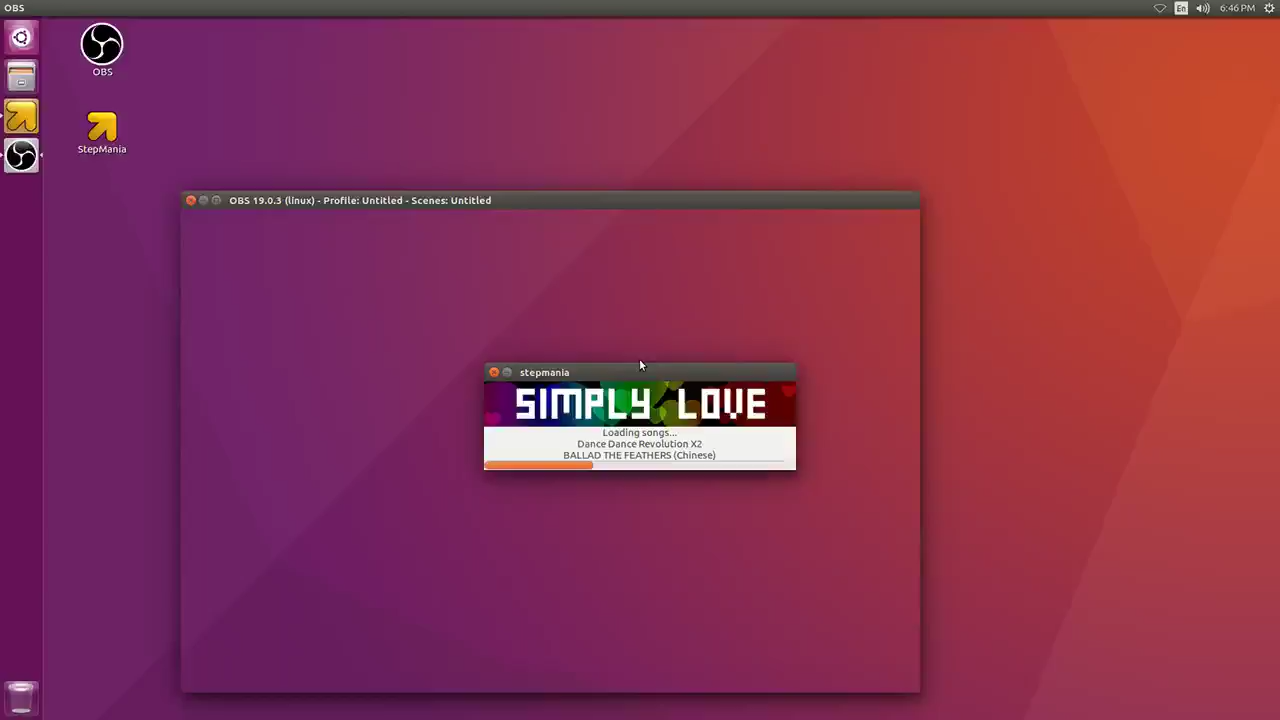 OBS
En
6:46 PM
OBS
StepMania
OBS 19.0.3 (linux) - Profile: Untitled - Scenes: Untitled
stepmania
SIMPLY LOVE
Loading songs...
Dance Dance Revolution X2
BALLAD THE FEATHERS (Chinese)